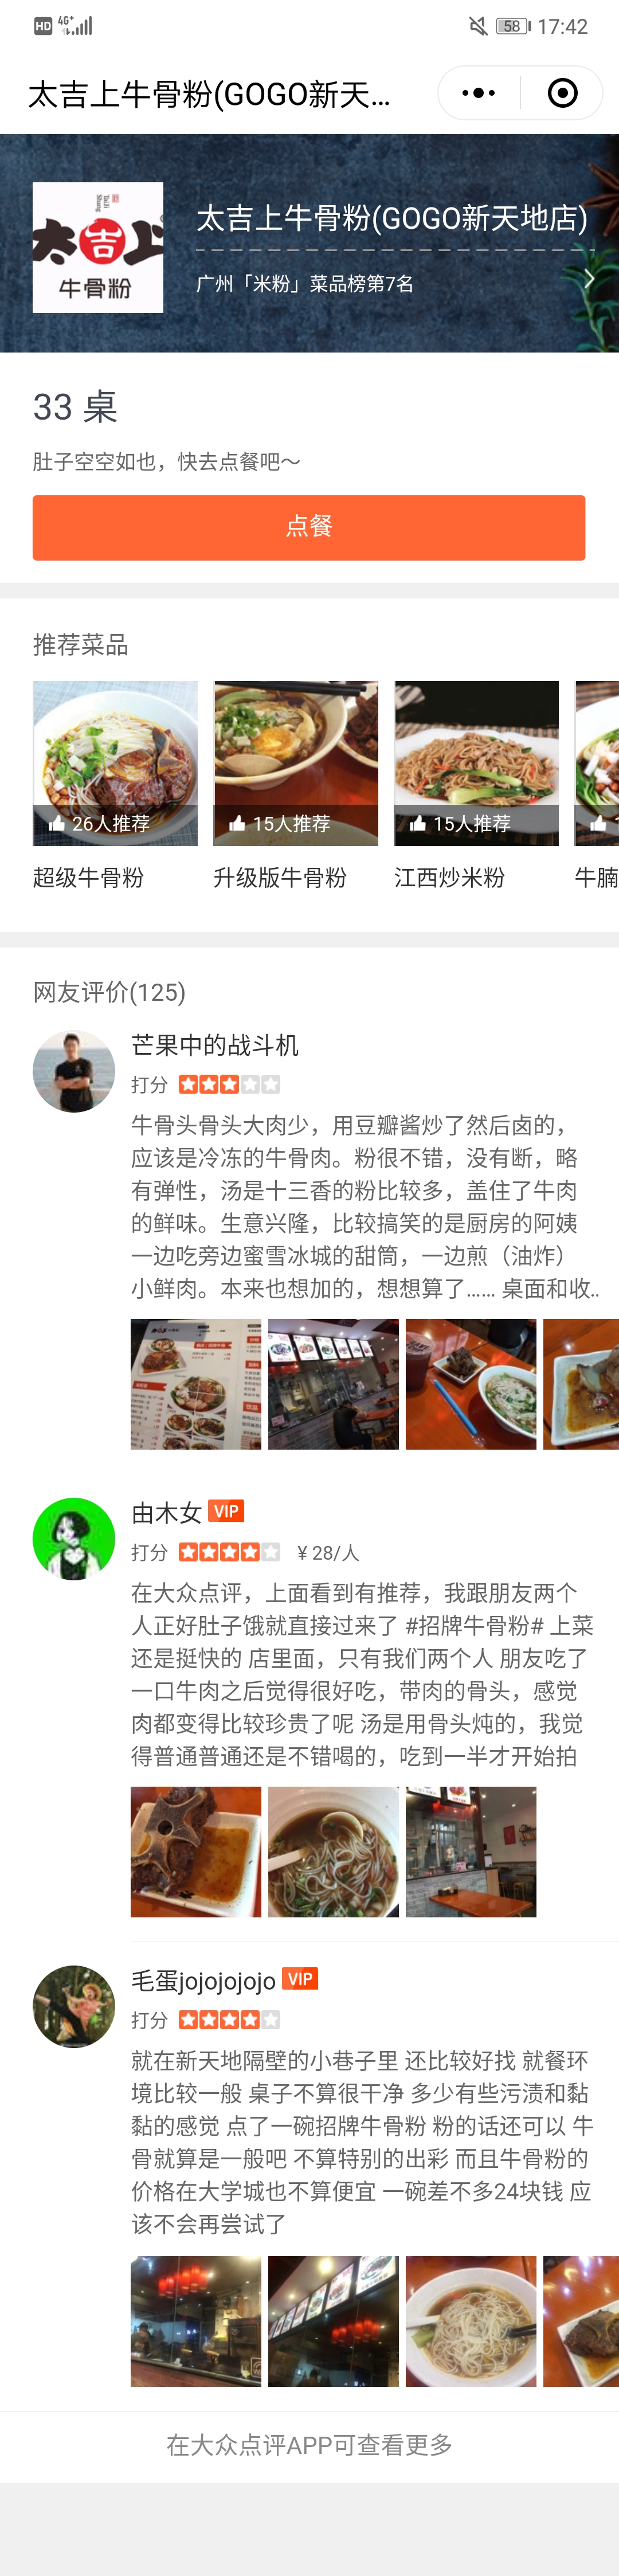 HD 4G+ 58 17:42
太吉上牛骨粉(GOGO新天...
太吉上
TaiJi Shang
牛骨粉
太吉上牛骨粉(GOGO新天地店)
广州「米粉」菜品榜第7名
33 桌
肚子空空如也，快去点餐吧～
点餐
推荐菜品
26人推荐
15人推荐
15人推荐
超级牛骨粉
升级版牛骨粉
江西炒米粉
牛腩
网友评价(125)
芒果中的战斗机
打分
牛骨头骨头大肉少，用豆瓣酱炒了然后卤的，
应该是冷冻的牛骨肉。粉很不错，没有断，略
有弹性，汤是十三香的粉比较多，盖住了牛肉
的鲜味。生意兴隆，比较搞笑的是厨房的阿姨
一边吃旁边蜜雪冰城的甜筒，一边煎（油炸）
小鲜肉。本来也想加的，想想算了...... 桌面和收..
由木女 VIP
打分 ¥ 28/人
在大众点评，上面看到有推荐，我跟朋友两个
人正好肚子饿就直接过来了 #招牌牛骨粉# 上菜
还是挺快的 店里面，只有我们两个人 朋友吃了
一口牛肉之后觉得很好吃，带肉的骨头，感觉
肉都变得比较珍贵了呢 汤是用骨头炖的，我觉
得普通普通还是不错喝的，吃到一半才开始拍
毛蛋jojojojojo VIP
打分
就在新天地隔壁的小巷子里 还比较好找 就餐环
境比较一般 桌子不算很干净 多少有些污渍和黏
黏的感觉 点了一碗招牌牛骨粉 粉的话还可以 牛
骨就算是一般吧 不算特别的出彩 而且牛骨粉的
价格在大学城也不算便宜 一碗差不多24块钱 应
该不会再尝试了
在大众点评APP可查看更多